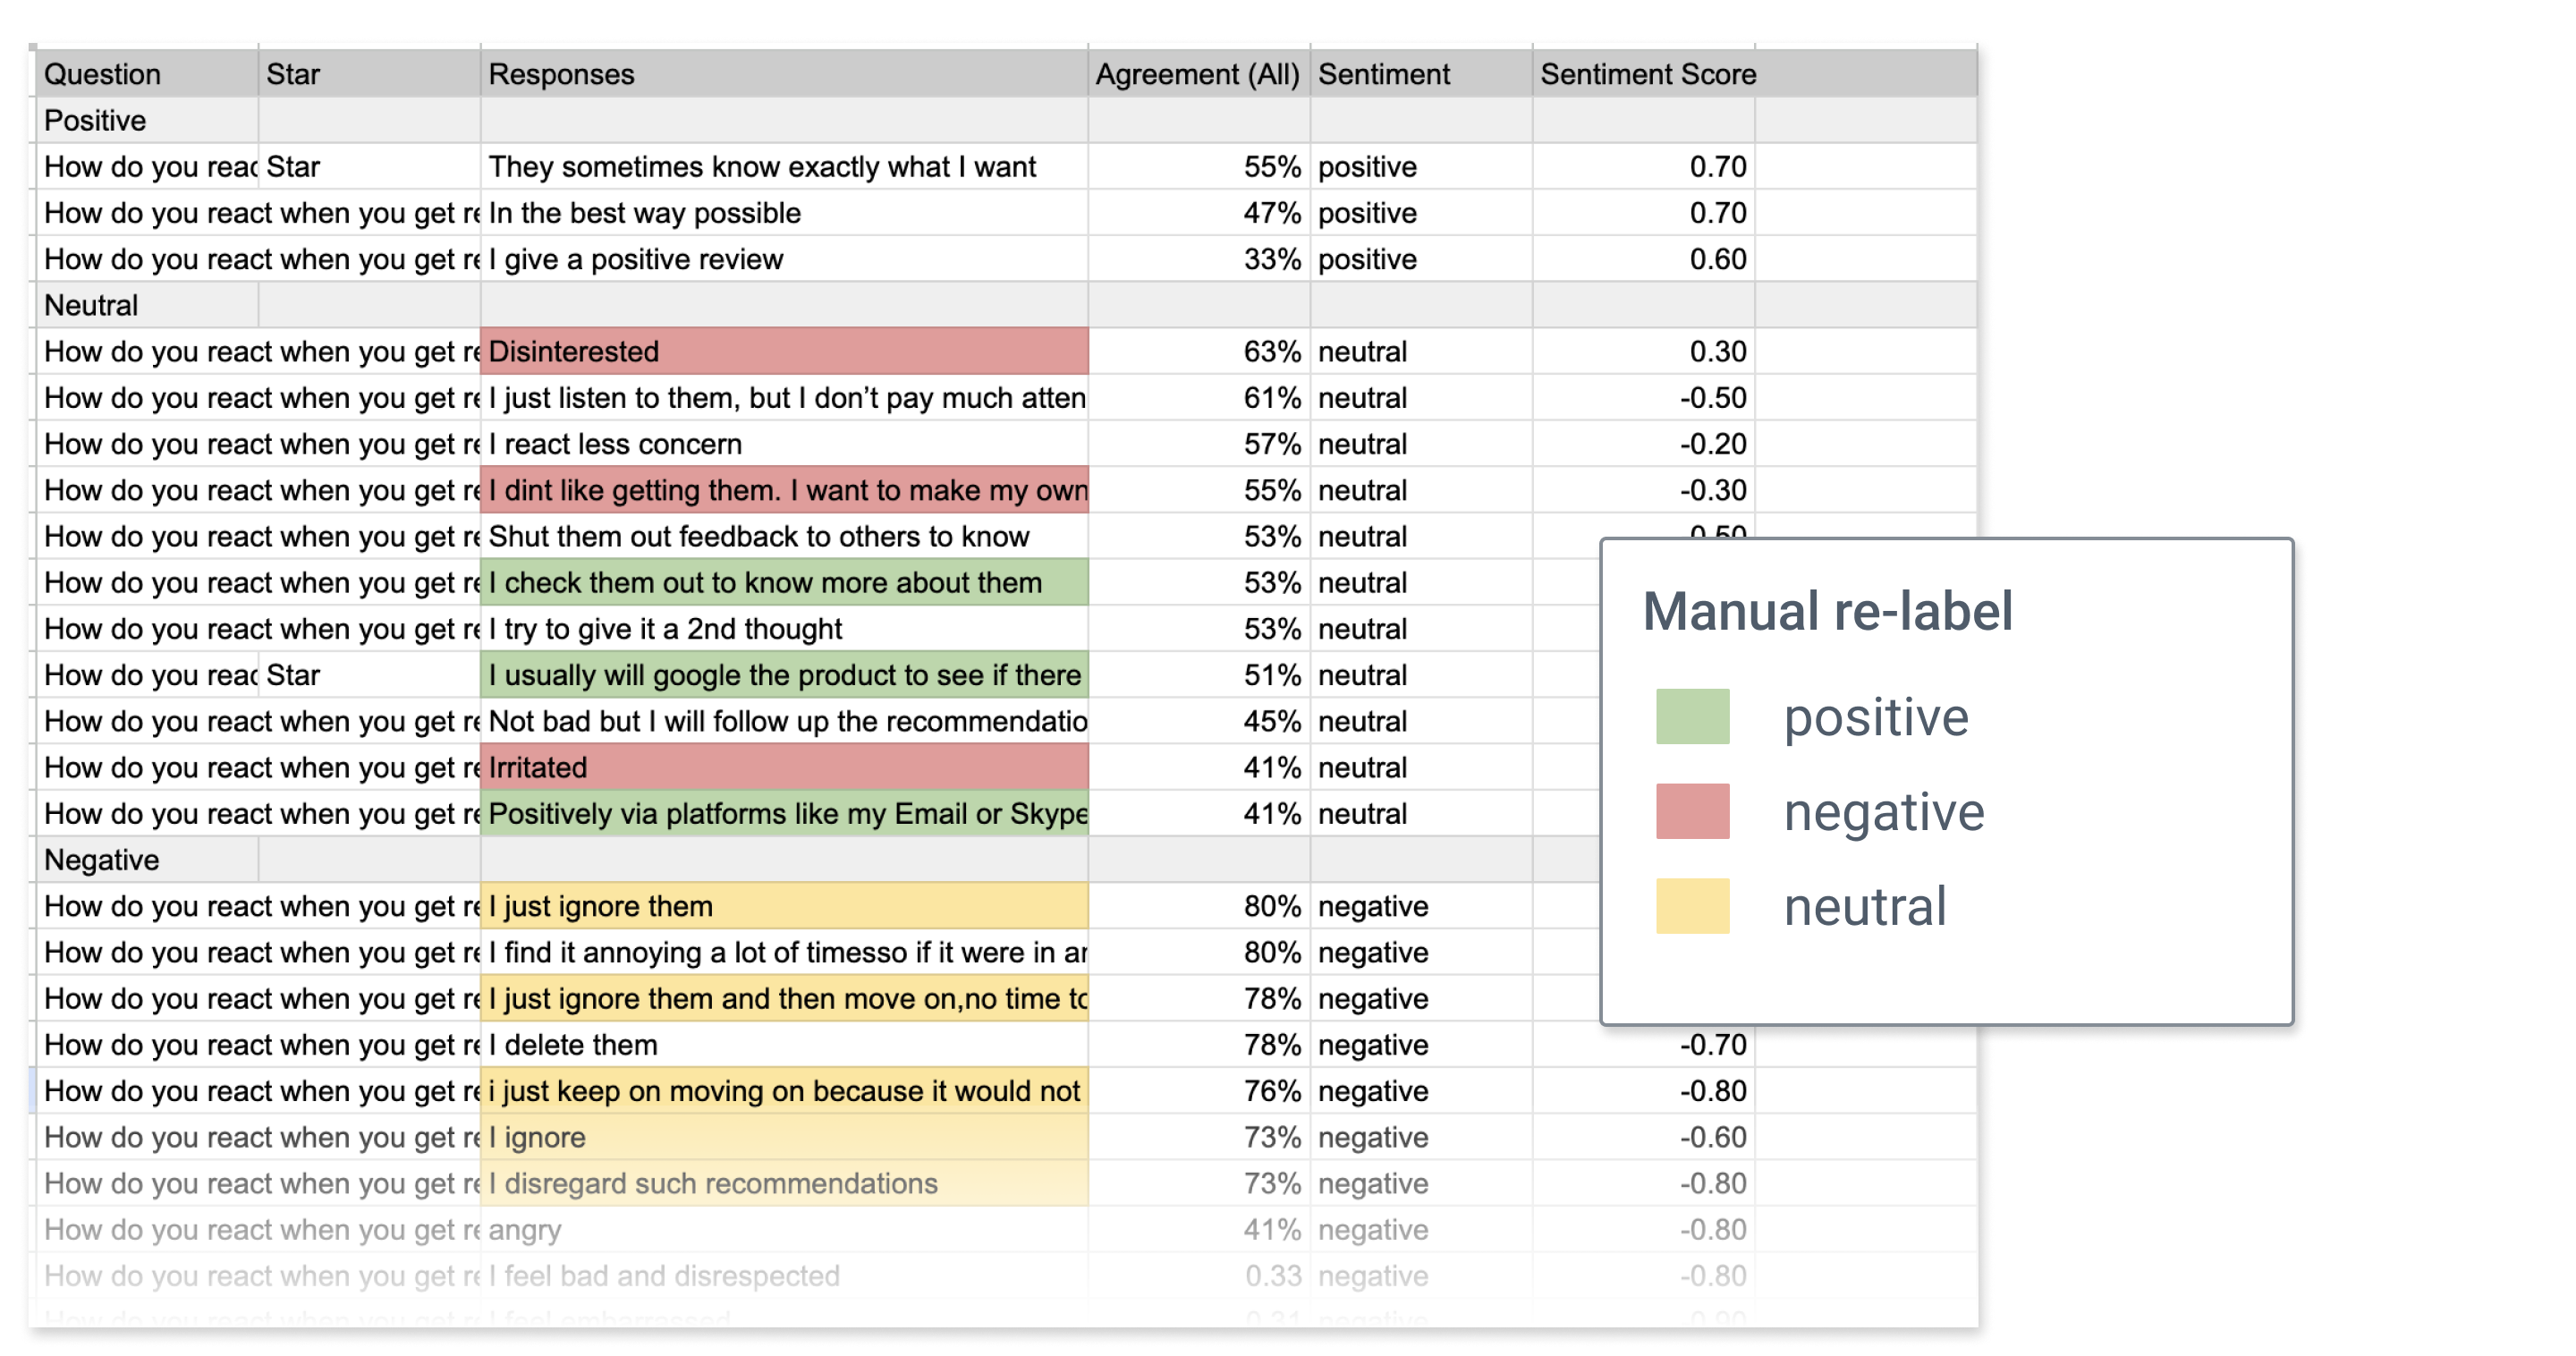 Question Star Responses Agreement (All) Sentiment Sentiment Score
Positive
How do you reac Star They sometimes know exactly what I want 55% positive 0.70
How do you react when you get re In the best way possible 47% positive 0.70
How do you react when you get re I give a positive review 33% positive 0.60
Neutral
How do you react when you get re Disinterested 63% neutral 0.30
How do you react when you get re I just listen to them, but I don’t pay much atten 61% neutral -0.50
How do you react when you get re I react less concern 57% neutral -0.20
How do you react when you get re I dint like getting them. I want to make my own 55% neutral -0.30
How do you react when you get re Shut them out feedback to others to know 53% neutral
How do you react when you get re I check them out to know more about them 53% neutral
How do you react when you get re I try to give it a 2nd thought 53% neutral
How do you reac Star I usually will google the product to see if there 51% neutral
How do you react when you get re Not bad but I will follow up the recommendatio 45% neutral
How do you react when you get re Irritated 41% neutral
How do you react when you get re Positively via platforms like my Email or Skype 41% neutral
Negative
How do you react when you get re I just ignore them 80% negative
How do you react when you get re I find it annoying a lot of timesso if it were in ar 80% negative
How do you react when you get re I just ignore them and then move on,no time to 78% negative
How do you react when you get re I delete them 78% negative -0.70
How do you react when you get re i just keep on moving on because it would not 76% negative -0.80
How do you react when you get re I ignore 73% negative -0.60
How do you react when you get re I disregard such recommendations 73% negative -0.80
How do you react when you get re angry 41% negative -0.80
How do you react when you get re I feel bad and disrespected 0.33 negative -0.80
How do you react when you get re I feel embarrassed 0.31 negative
Manual re-label
positive
negative
neutral